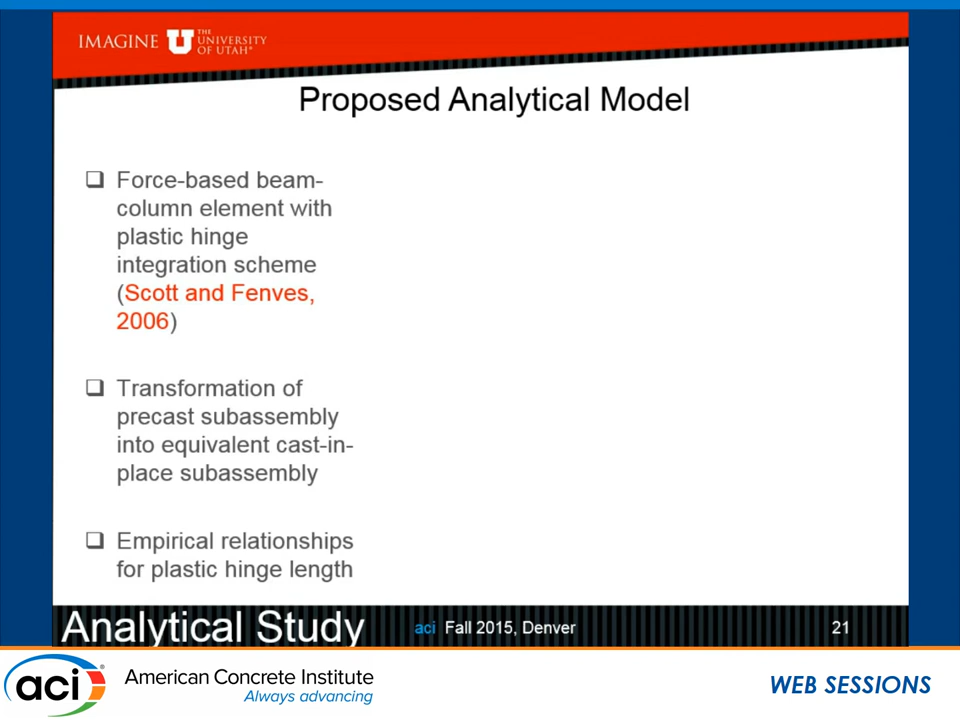 IMAGINE U THE UNIVERSITY OF UTAH®
Proposed Analytical Model
Force-based beam-
column element with
plastic hinge
integration scheme
(Scott and Fenves,
2006)
Transformation of
precast subassembly
into equivalent cast-in-
place subassembly
Empirical relationships
for plastic hinge length
Analytical Study
aci Fall 2015, Denver
21
aci®
American Concrete Institute
Always advancing
WEB SESSIONS